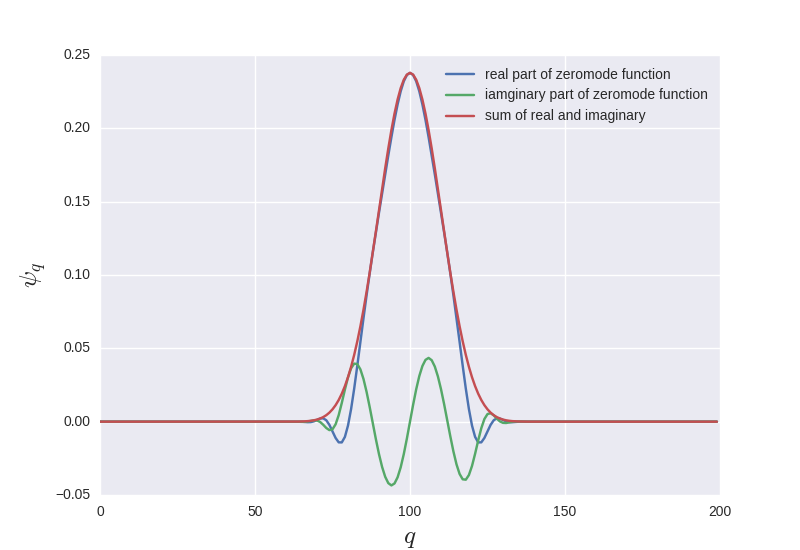 0.25
0.20
0.15
0.10
0.05
0.00
−0.05
0
50
100
150
200
q
ψq
real part of zeromode function
iamginary part of zeromode function
sum of real and imaginary